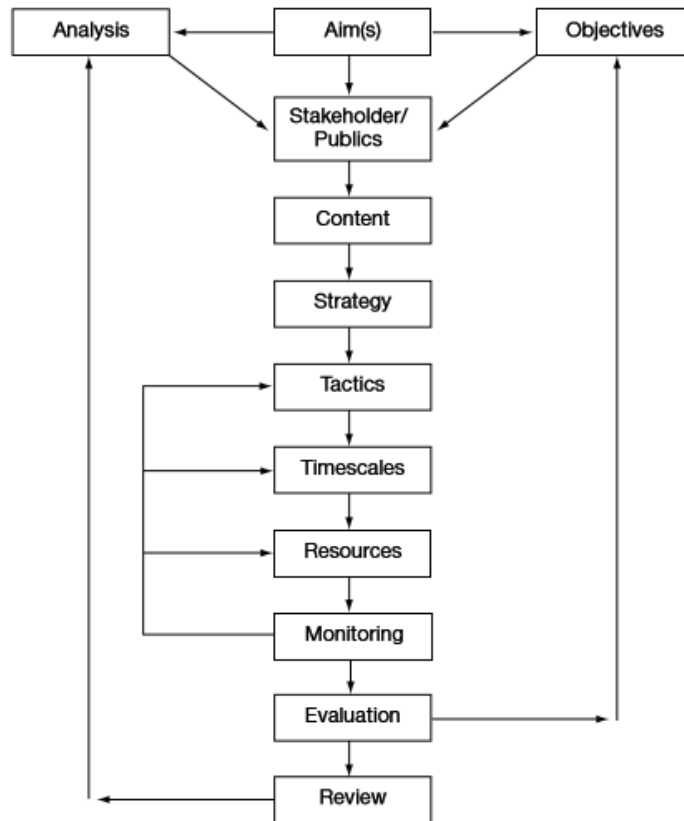 Analysis
Aim(s)
Objectives
Stakeholder/
Publics
Content
Strategy
Tactics
Timescales
Resources
Monitoring
Evaluation
Review